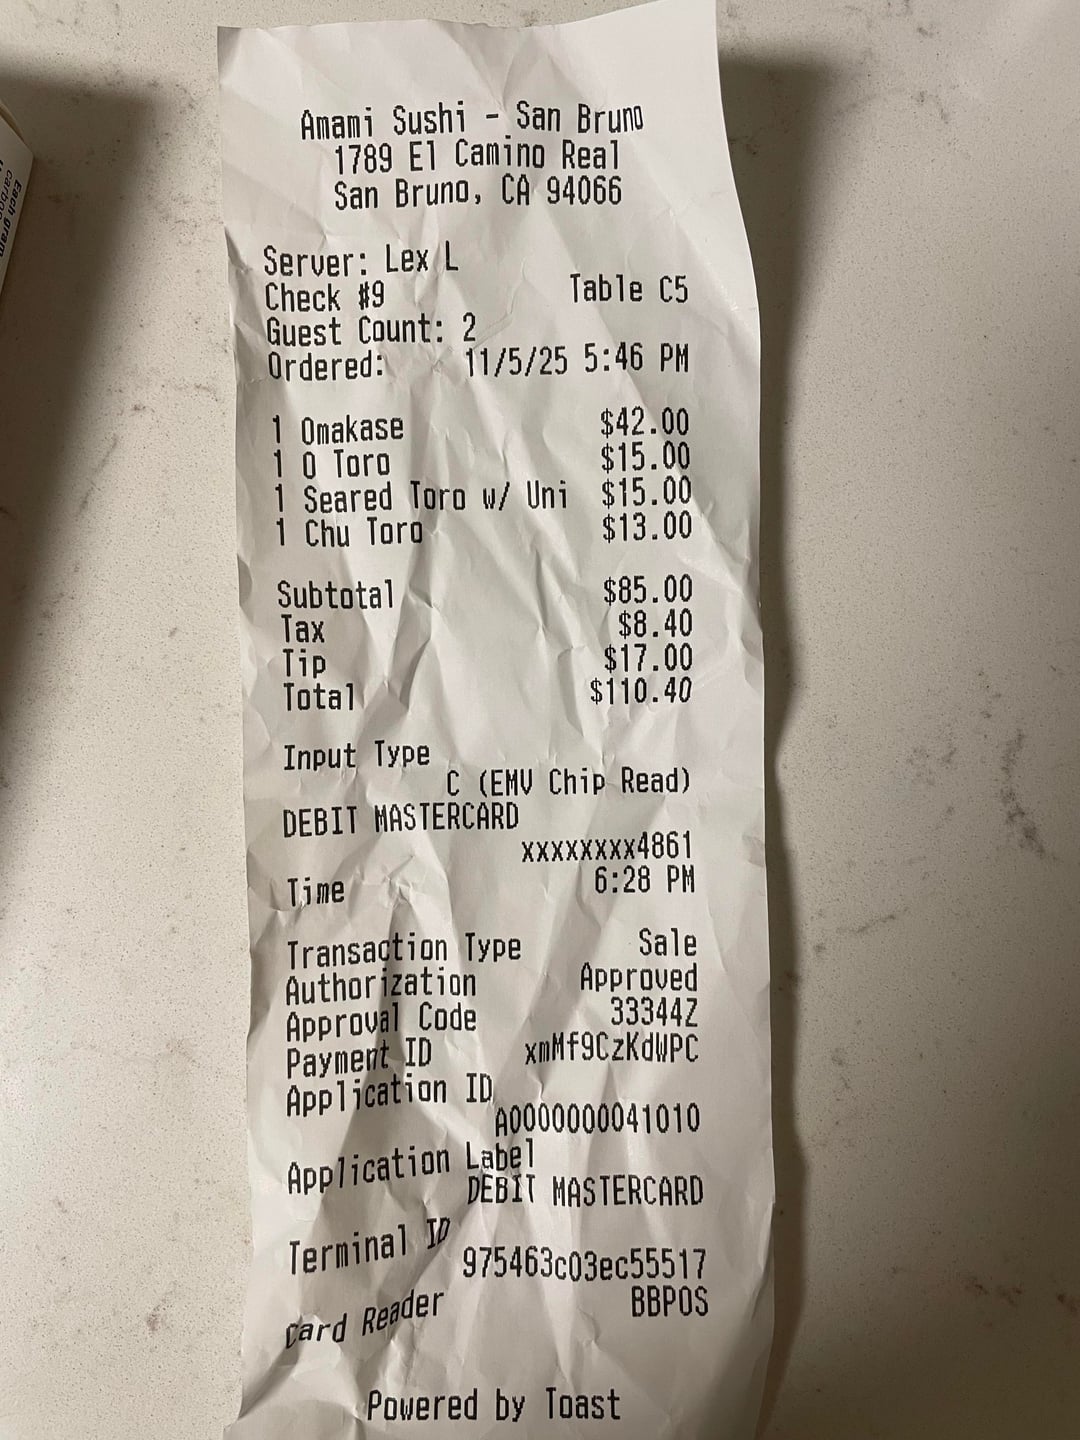 Amami Sushi - San Bruno
1789 El Camino Real
San Bruno, CA 94066
Server: Lex L
Check #9 Table C5
Guest Count: 2
Ordered: 11/5/25 5:46 PM
1 Omakase $42.00
1 O Toro $15.00
1 Seared Toro w/ Uni $15.00
1 Chu Toro $13.00
Subtotal $85.00
Tax $8.40
Tip $17.00
Total $110.40
Input Type
C (EMV Chip Read)
DEBIT MASTERCARD
xxxxxxxx4861
Time 6:28 PM
Transaction Type Sale
Authorization Approved
Approval Code 33344Z
Payment ID xmMf9CzKdWPC
Application ID
A0000000041010
Application Label
DEBIT MASTERCARD
Terminal ID
975463c03ec55517
Card Reader BBPOS
Powered by Toast
Each gram